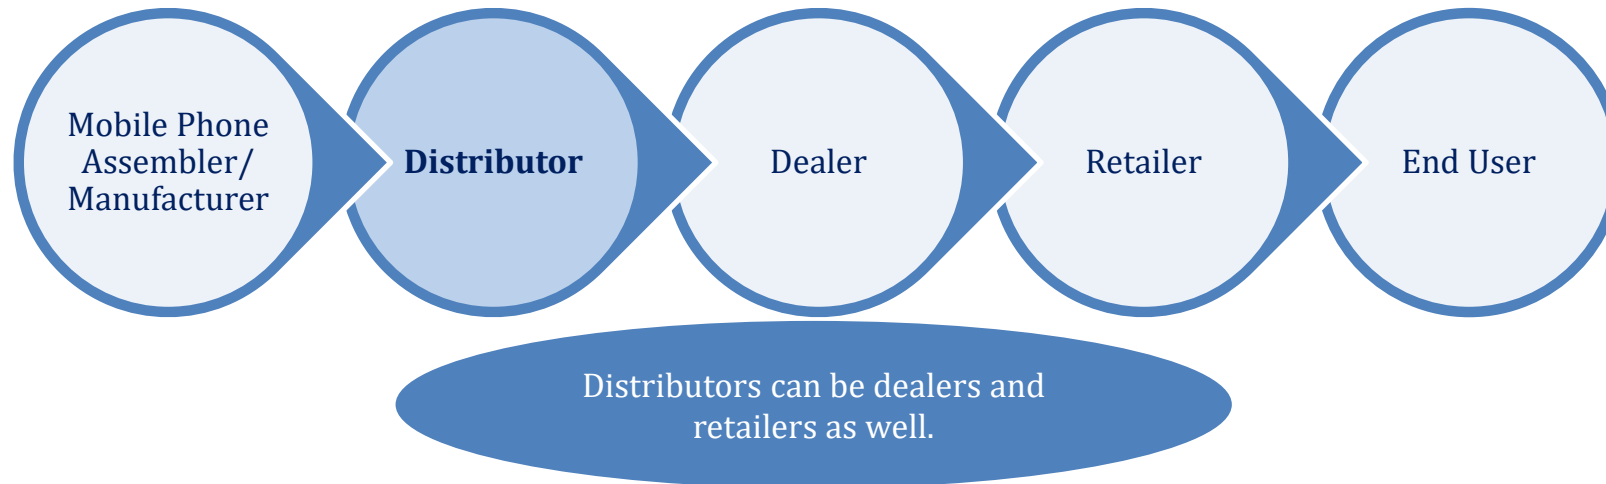 Mobile Phone
Assembler/
Manufacturer
Distributor
Dealer
Retailer
End User
Distributors can be dealers and
retailers as well.